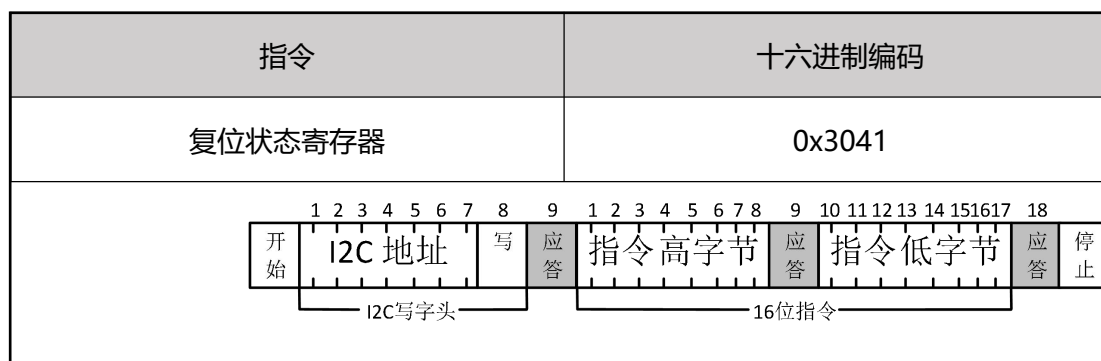 指令 十六进制编码
复位状态寄存器 0x3041
1 2 3 4 5 6 7 8 9 1 2 3 4 5 6 7 8 9 10 11 12 13 14 15 16 17 18
开始 I2C 地址 写 应答 指令高字节 应答 指令低字节 应答 停止
I2C写字头 16位指令